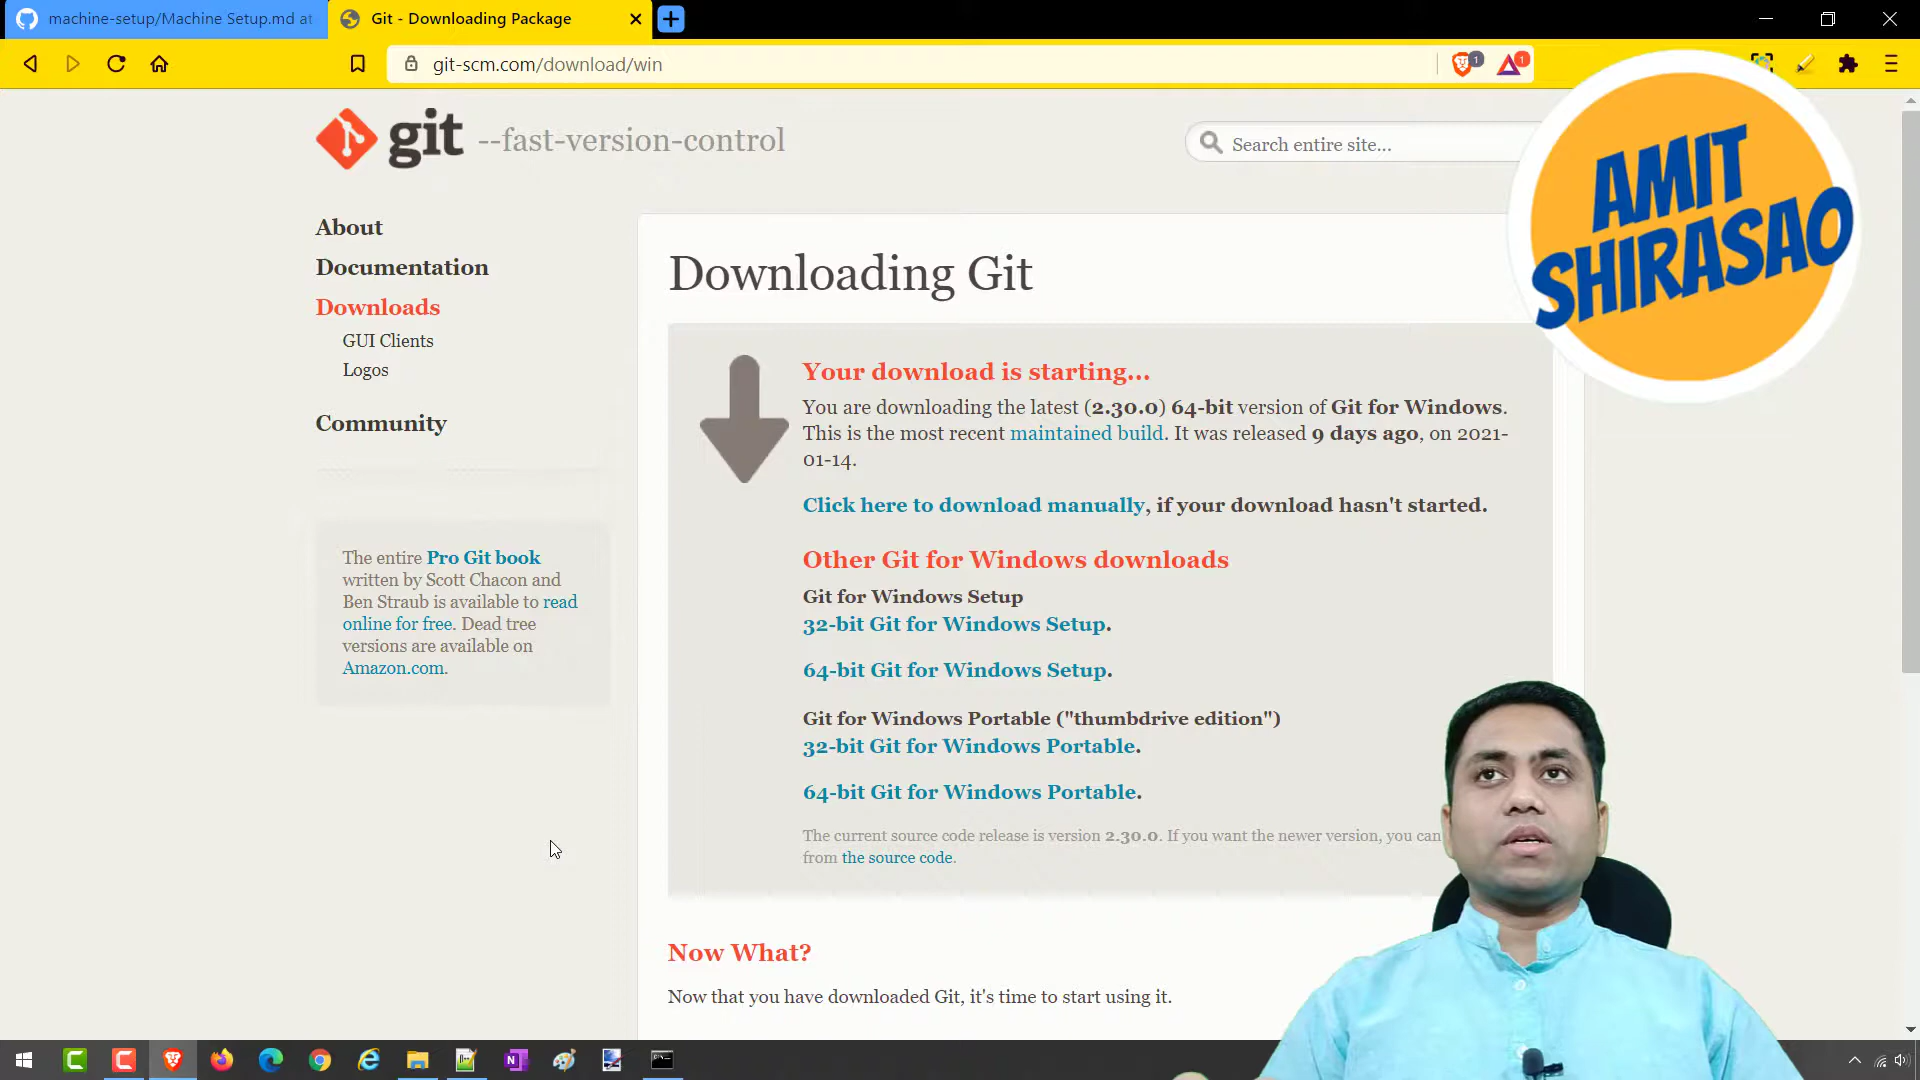 machine-setup/Machine Setup.md at
Git - Downloading Package
git-scm.com/download/win
1
1
git --fast-version-control
Search entire site...
AMIT
SHIRASAO
About
Documentation
Downloads
GUI Clients
Logos
Community
The entire Pro Git book
written by Scott Chacon and
Ben Straub is available to read
online for free. Dead tree
versions are available on
Amazon.com.
Downloading Git
Your download is starting...
You are downloading the latest (2.30.0) 64-bit version of Git for Windows.
This is the most recent maintained build. It was released 9 days ago, on 2021-
01-14.
Click here to download manually, if your download hasn't started.
Other Git for Windows downloads
Git for Windows Setup
32-bit Git for Windows Setup.
64-bit Git for Windows Setup.
Git for Windows Portable ("thumbdrive edition")
32-bit Git for Windows Portable.
64-bit Git for Windows Portable.
The current source code release is version 2.30.0. If you want the newer version, you can
from the source code.
Now What?
Now that you have downloaded Git, it's time to start using it.